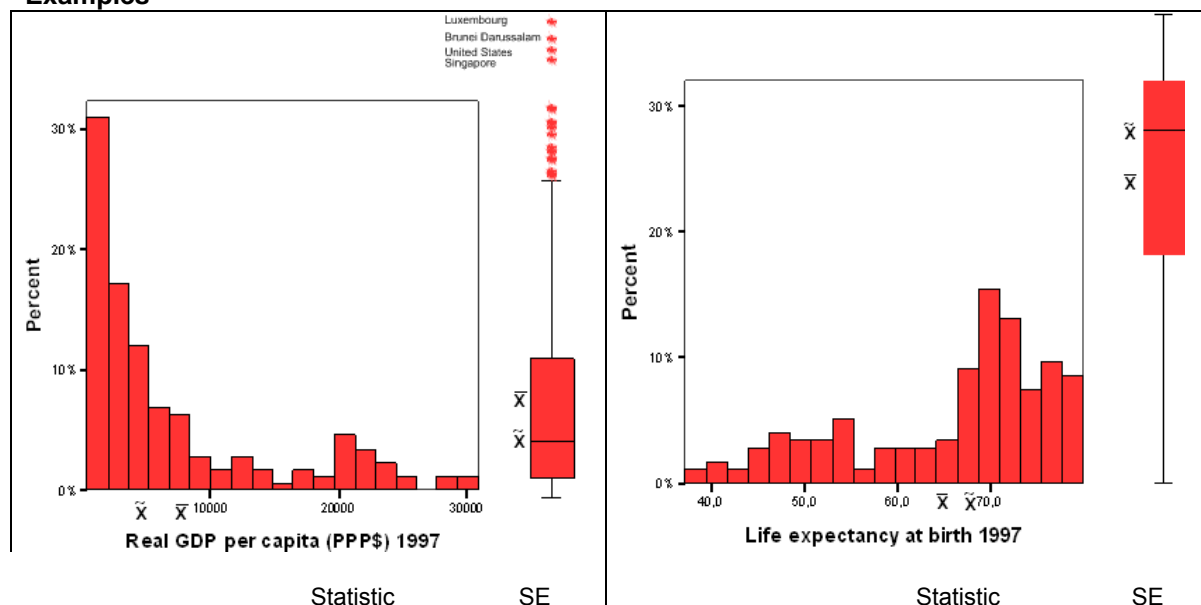 Examples
Luxembourg
Brunei Darussalam
United States
Singapore
30%
20%
10%
0%
Percent
x̅
x̃
x̃ x̅ 10000 20000 30000
Real GDP per capita (PPP$) 1997
Statistic SE
30%
20%
10%
0%
Percent
x̃
x̅
40,0 50,0 60,0 x̅ x̃ 70,0
Life expectancy at birth 1997
Statistic SE